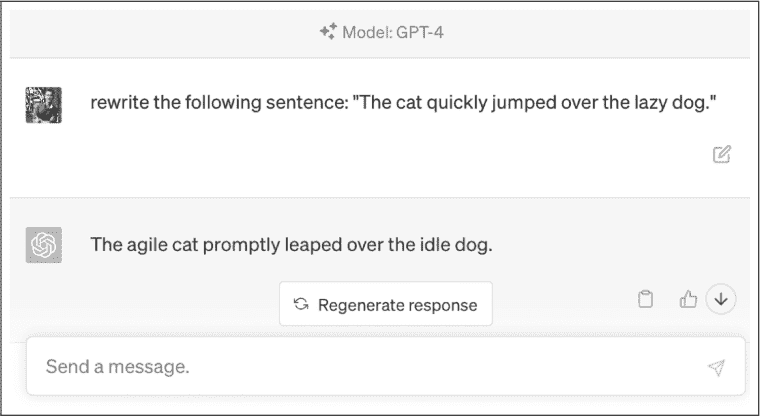 Model: GPT-4
rewrite the following sentence: "The cat quickly jumped over the lazy dog."
The agile cat promptly leaped over the idle dog.
Regenerate response
Send a message.